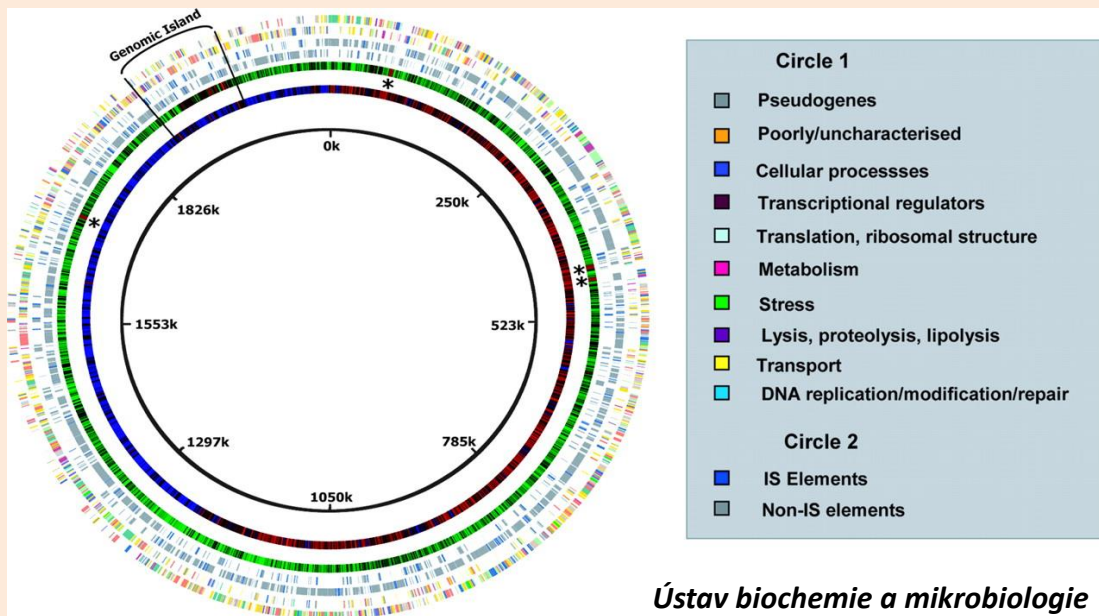 Genomic Island
*
*
*
*
0k
250k
523k
785k
1050k
1297k
1553k
1826k
Circle 1
Pseudogenes
Poorly/uncharacterised
Cellular processses
Transcriptional regulators
Translation, ribosomal structure
Metabolism
Stress
Lysis, proteolysis, lipolysis
Transport
DNA replication/modification/repair
Circle 2
IS Elements
Non-IS elements
Ústav biochemie a mikrobiologie